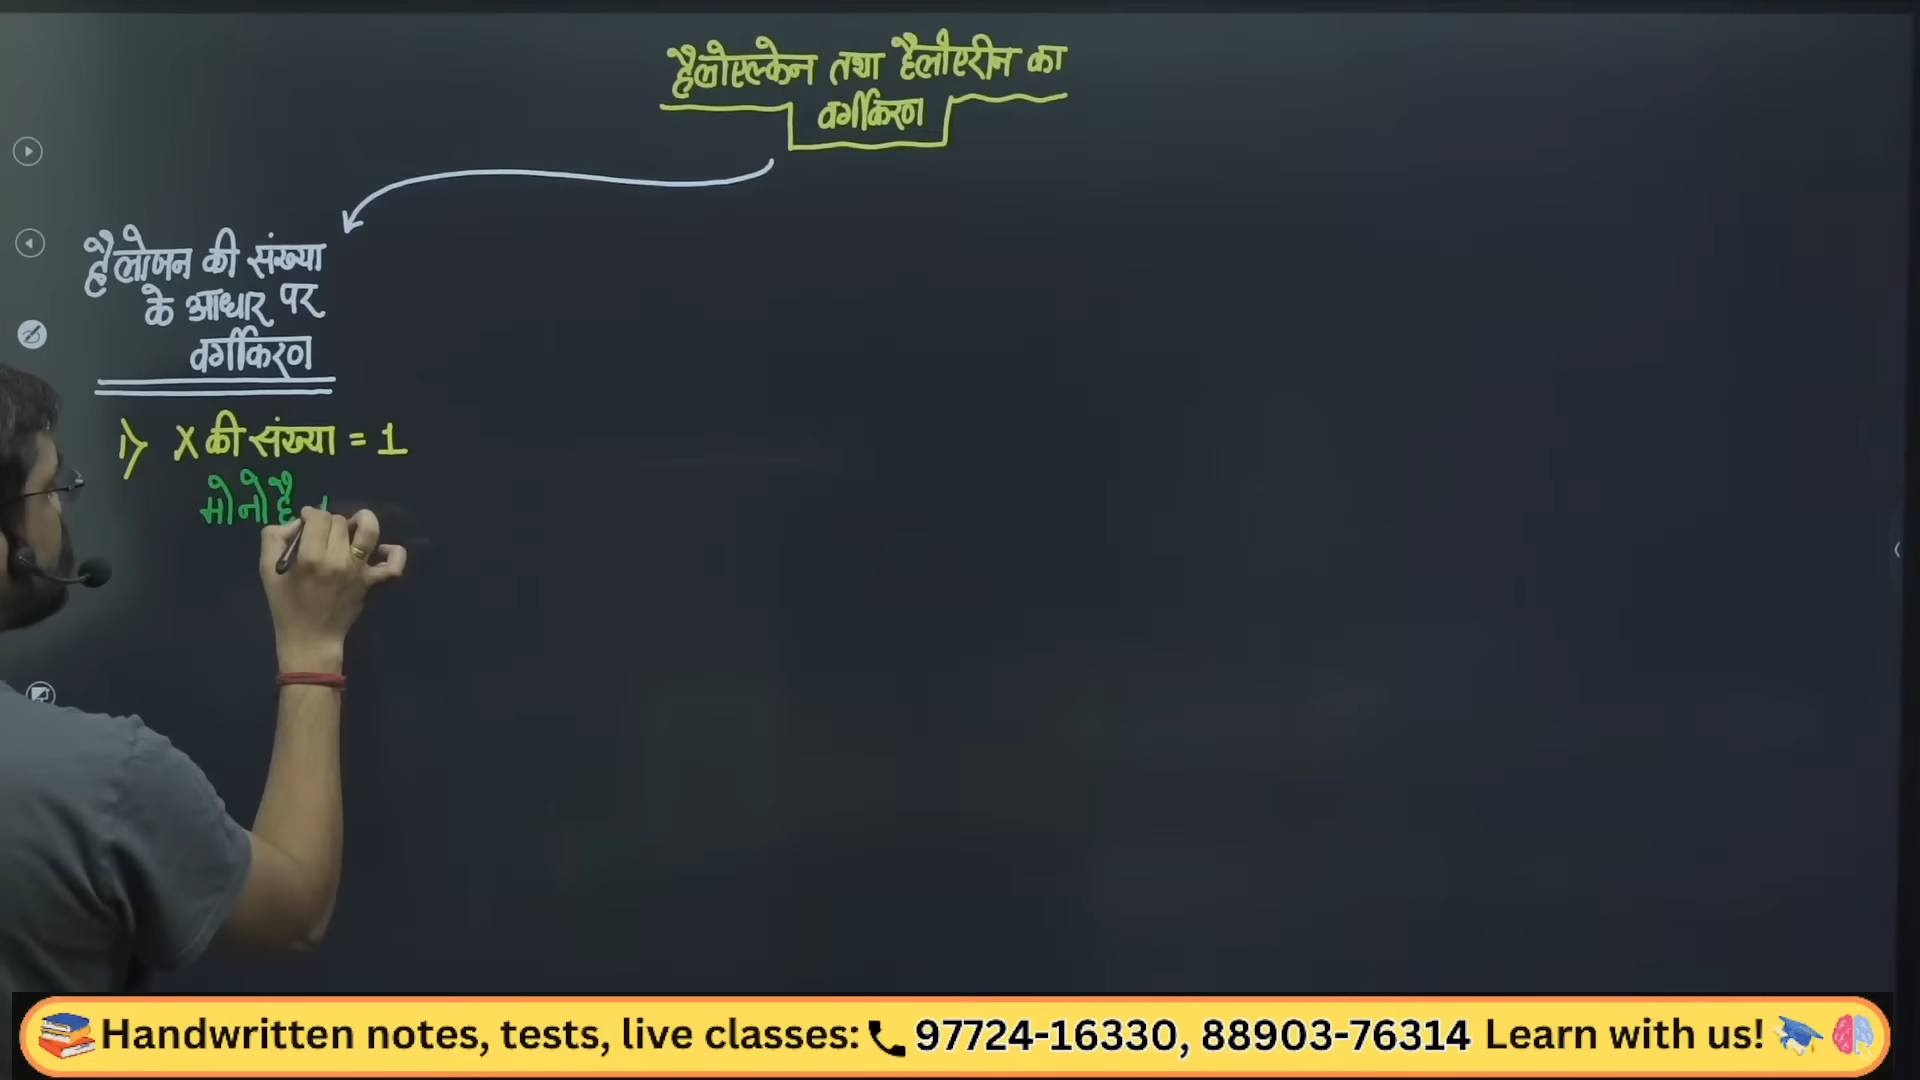 हैलोएल्केन तथा हैलोएरीन का
वर्गीकरण
हैलोजन की संख्या
के आधार पर
वर्गीकरण
1> X की संख्या = 1
मोनोहै
Handwritten notes, tests, live classes: 97724-16330, 88903-76314 Learn with us!